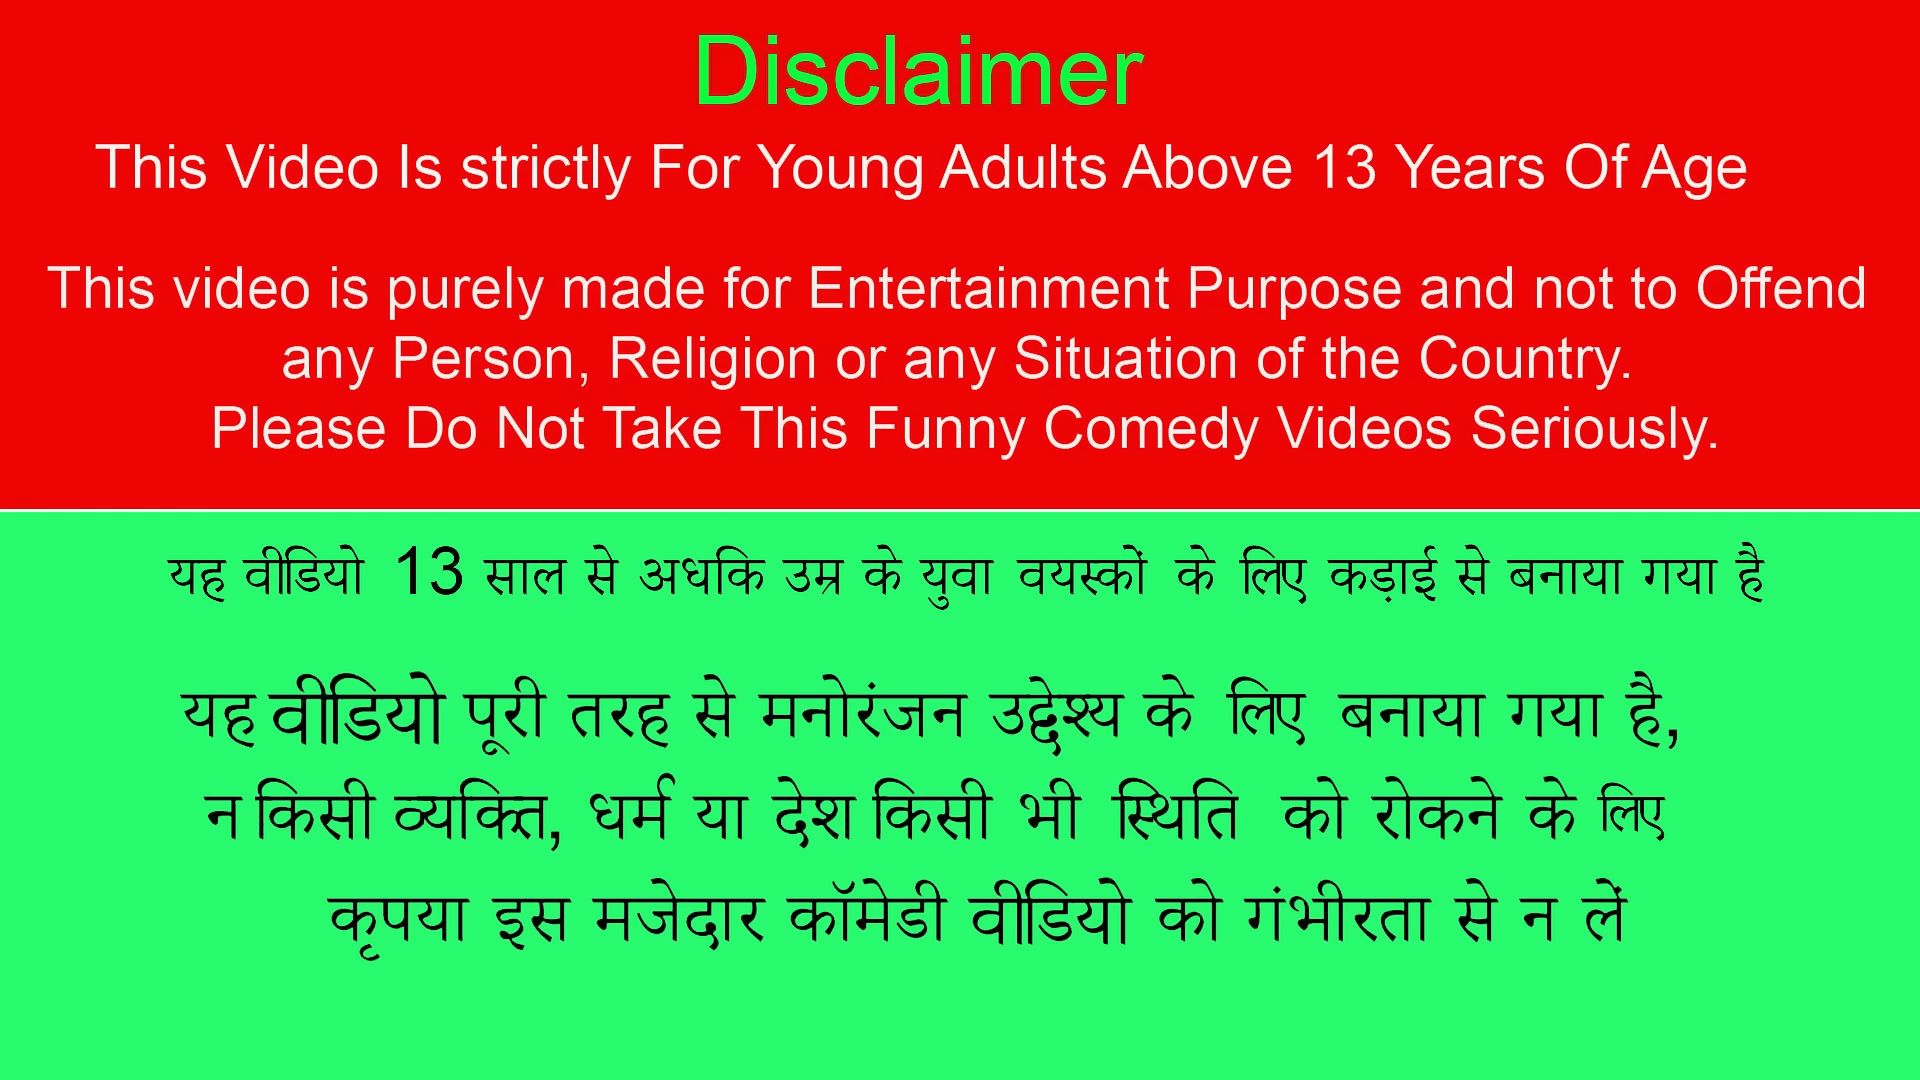 Disclaimer
This Video Is strictly For Young Adults Above 13 Years Of Age
This video is purely made for Entertainment Purpose and not to Offend
any Person, Religion or any Situation of the Country.
Please Do Not Take This Funny Comedy Videos Seriously.
यह वीडियो 13 साल से अधकि उम्र के युवा वयस्कों के लिए कड़ाई से बनाया गया है
यह वीडियो पूरी तरह से मनोरंजन उद्देश्य के लिए बनाया गया है,
न किसी व्यक्ति, धर्म या देश किसी भी स्थिति को रोकने के लिए
कृपया इस मजेदार कॉमेडी वीडियो को गंभीरता से न लें